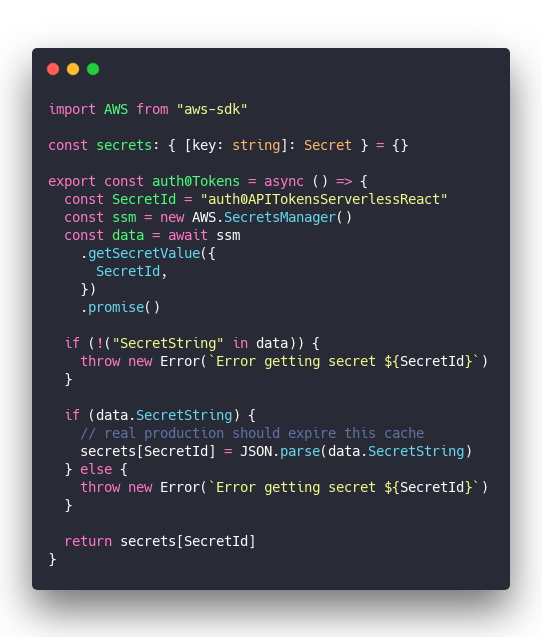 import AWS from "aws-sdk"

const secrets: { [key: string]: Secret } = {}

export const auth0Tokens = async () => {
  const SecretId = "auth0APITokensServerlessReact"
  const ssm = new AWS.SecretsManager()
  const data = await ssm
    .getSecretValue({
      SecretId,
    })
    .promise()

  if (!("SecretString" in data)) {
    throw new Error(`Error getting secret ${SecretId}`)
  }

  if (data.SecretString) {
    // real production should expire this cache
    secrets[SecretId] = JSON.parse(data.SecretString)
  } else {
    throw new Error(`Error getting secret ${SecretId}`)
  }

  return secrets[SecretId]
}